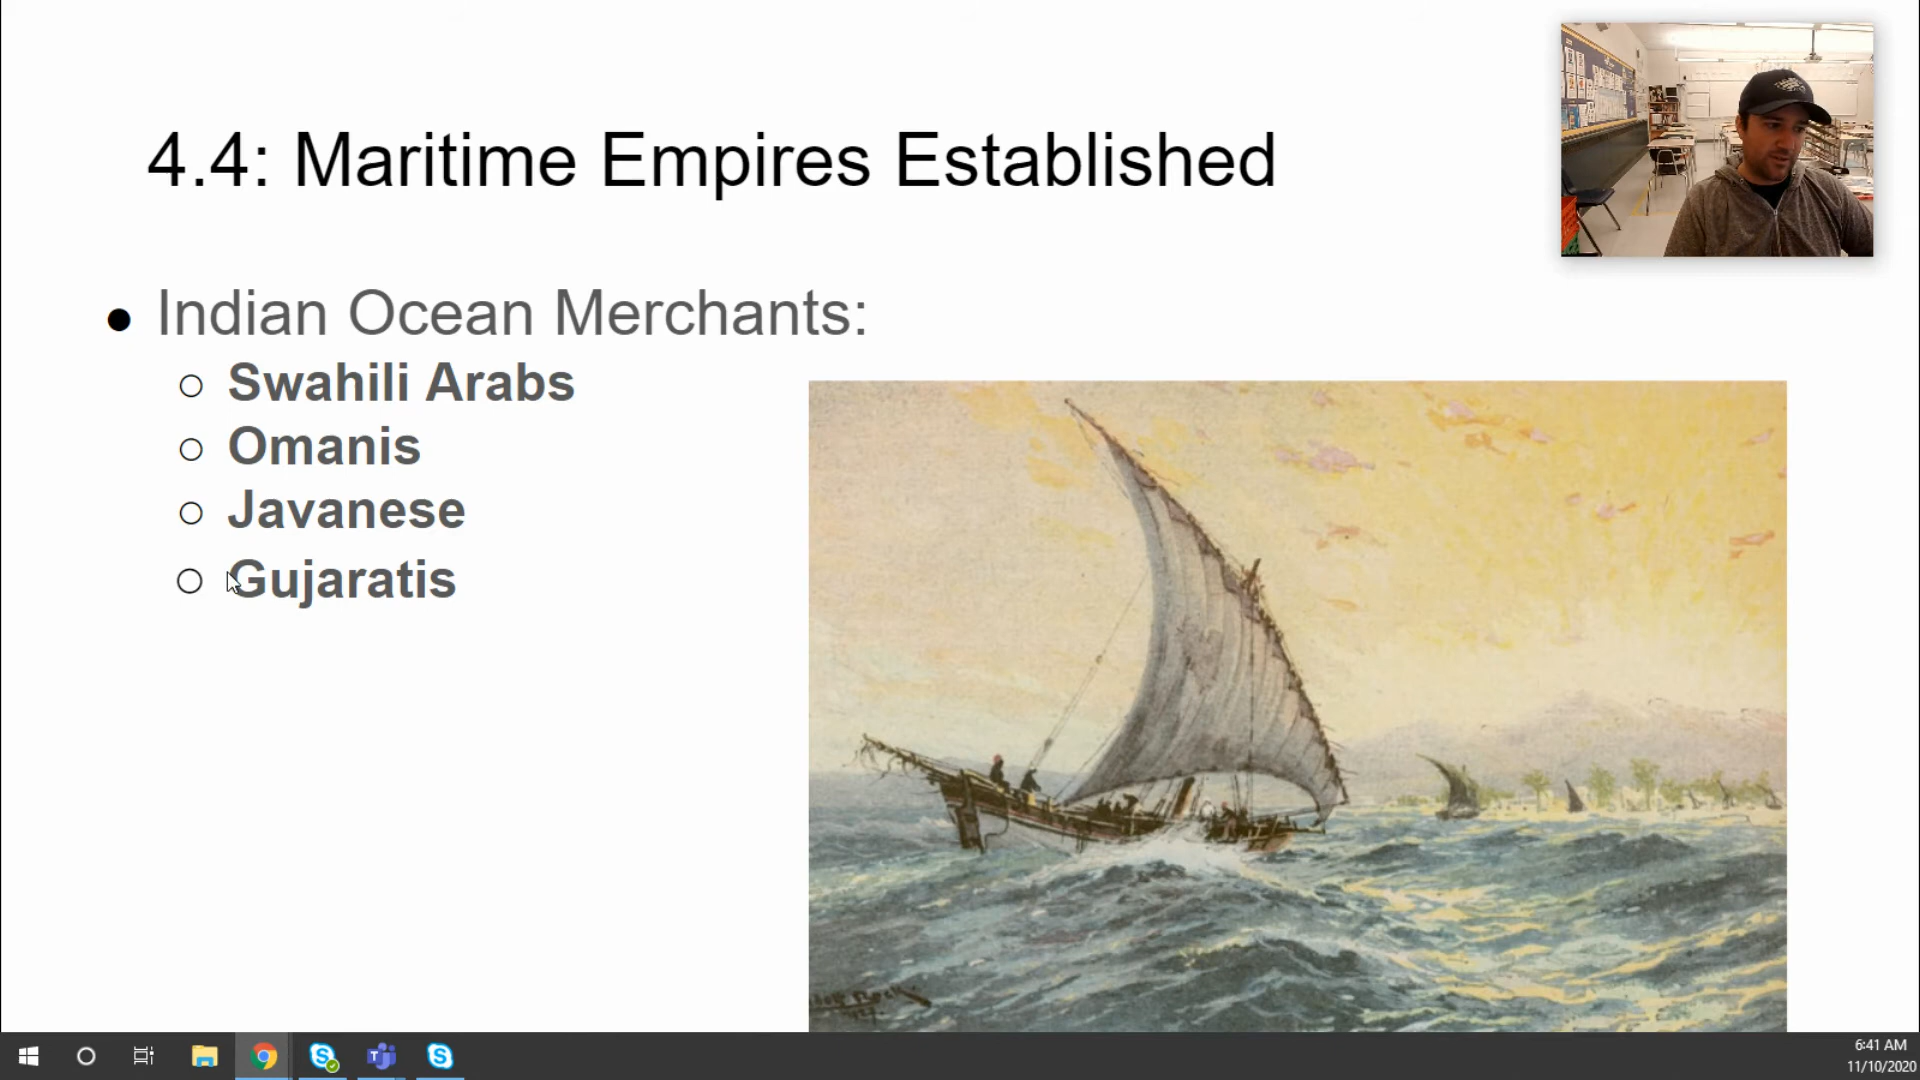 4.4: Maritime Empires Established
Indian Ocean Merchants:
Swahili Arabs
Omanis
Javanese
Gujaratis
6:41 AM
11/10/2020